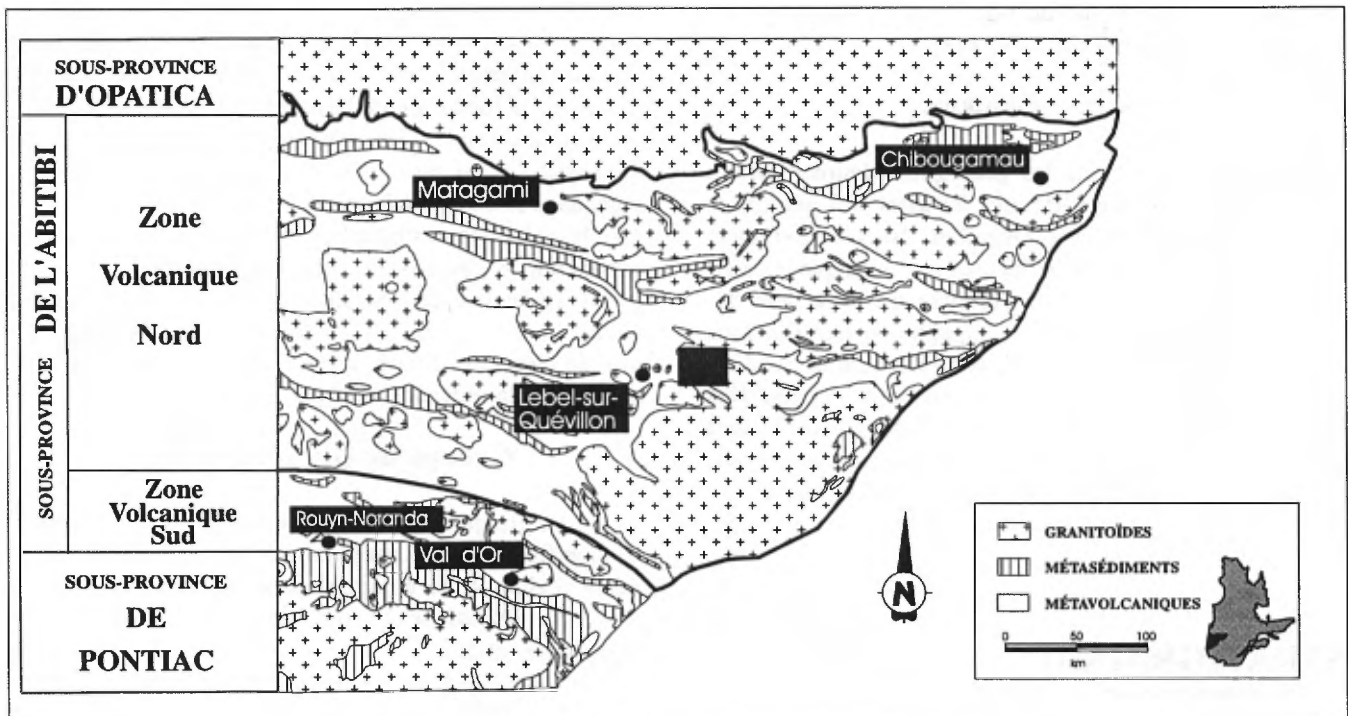 SOUS-PROVINCE
D'OPATICA
SOUS-PROVINCE DE L'ABITIBI
Zone
Volcanique
Nord
Zone
Volcanique
Sud
SOUS-PROVINCE
DE
PONTIAC
Matagami
Chibougamau
Lebel-sur-
Quévillon
Rouyn-Noranda
Val d'Or
N
GRANITOÏDES
MÉTASÉDIMENTS
MÉTAVOLCANIQUES
0 50 100
km